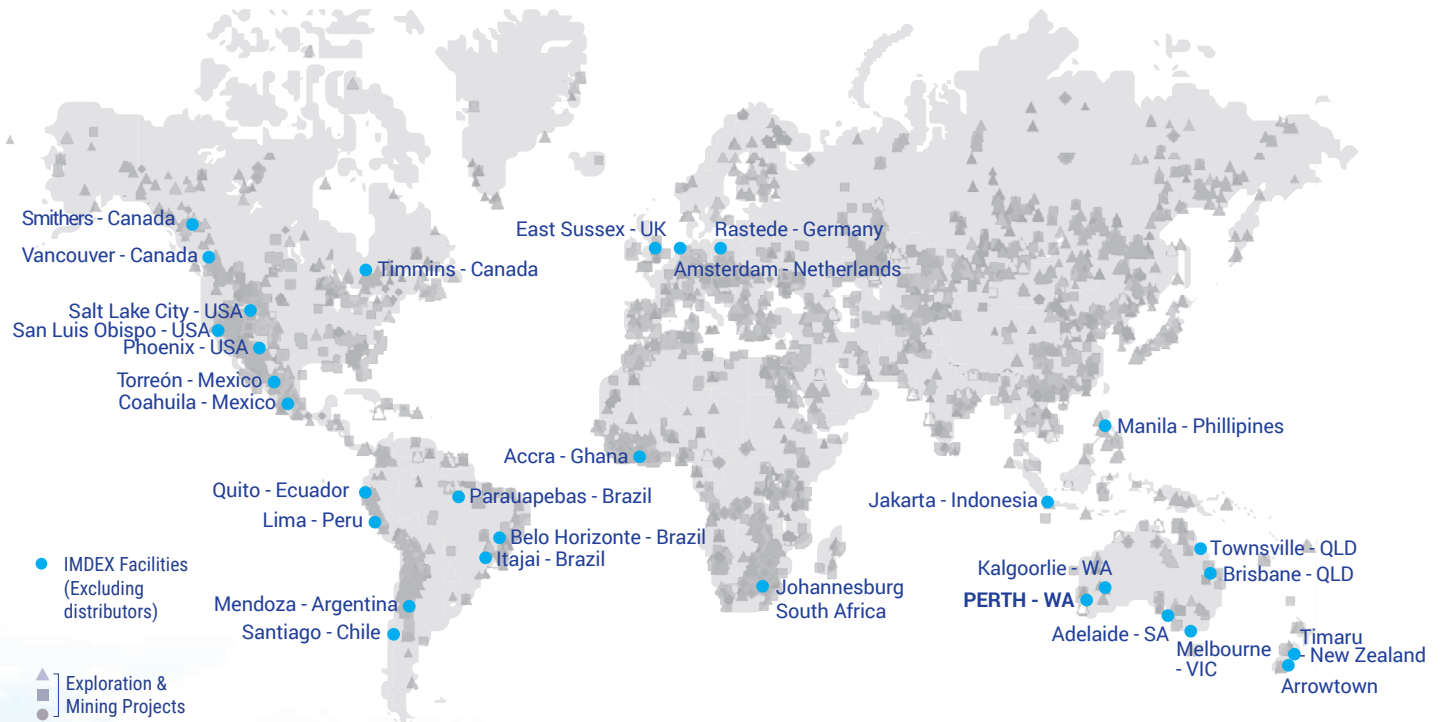 Smithers - Canada
Vancouver - Canada
Timmins - Canada
Salt Lake City - USA
San Luis Obispo - USA
Phoenix - USA
Torreón - Mexico
Coahuila - Mexico
East Sussex - UK
Rastede - Germany
Amsterdam - Netherlands
Accra - Ghana
Manila - Phillipines
Quito - Ecuador
Parauapebas - Brazil
Lima - Peru
Belo Horizonte - Brazil
Itajai - Brazil
Jakarta - Indonesia
Mendoza - Argentina
Santiago - Chile
Johannesburg
South Africa
Townsville - QLD
Kalgoorlie - WA
Brisbane - QLD
PERTH - WA
Adelaide - SA
Melbourne
- VIC
Timaru
- New Zealand
Arrowtown
IMDEX Facilities
(Excluding
distributors)
Exploration &
Mining Projects